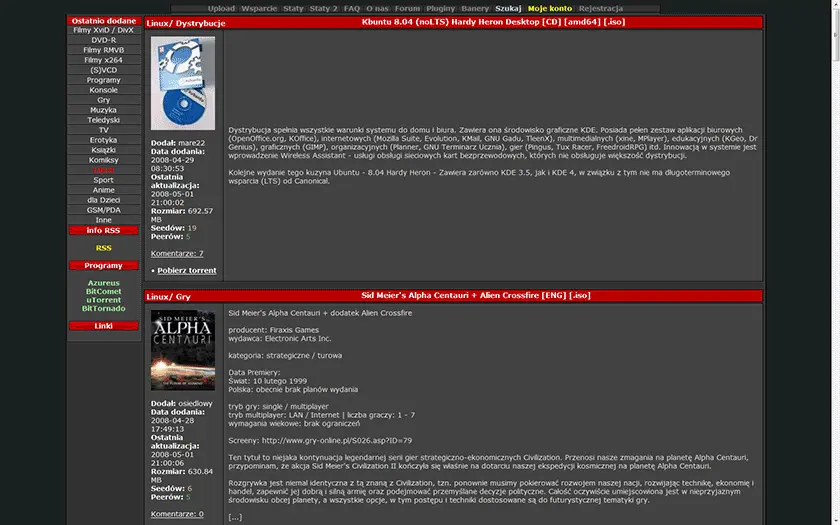 Upload Wsparcie Staty Staty 2 FAQ O nas Forum Pluginy Banery Szukaj Moje konto Rejestracja
Ostatnio dodane
Filmy XviD / DivX
DVD-R
Filmy RMVB
Filmy x264
(S)VCD
Programy
Konsole
Gry
Muzyka
Teledyski
TV
Erotyka
Książki
Komiksy
Sport
Anime
dla Dzieci
GSM/PDA
Inne
info RSS
RSS
Programy
Azureus
BitComet
uTorrent
BitTornado
Linki
Linux/ Dystrybucje
Kbuntu 8.04 (noLTS) Hardy Heron Desktop [CD] [amd64] [.iso]
Dodał: mare22
Data dodania:
2008-04-29
08:30:53
Ostatnia
aktualizacja:
2008-05-01
21:00:02
Rozmiar: 692.57
MB
Seedów: 19
Peerów: 5
Komentarze: 7
• Pobierz torrent
Dystrybucja spełnia wszystkie warunki systemu do domu i biura. Zawiera ona środowisko graficzne KDE. Posiada pełen zestaw aplikacji biurowych
(OpenOffice.org, KOffice), internetowych (Mozilla Suite, Evolution, KMail, GNU Gadu, TleenX), multimedialnych (xine, MPlayer), edukacyjnych (KGeo, Dr
Genius), graficznych (GIMP), organizacyjnych (Planner, GNU Terminarz Ucznia), gier (Pingus, Tux Racer, FreedroidRPG) itd. Innowacją w systemie jest
wprowadzenie Wireless Assistant - usługi obsługi sieciowych kart bezprzewodowych, których nie obsługuje większość dystrybucji.
Kolejne wydanie tego kuzyna Ubuntu - 8.04 Hardy Heron - Zawiera zarówno KDE 3.5, jak i KDE 4, w związku z tym nie ma długoterminowego
wsparcia (LTS) od Canonical.
Linux/ Gry
Sid Meier's Alpha Centauri + Alien Crossfire [ENG] [.iso]
SID MEIER'S
ALPHA
CENTAURI
Dodał: osiedlowy
Data dodania:
2008-04-28
17:49:13
Ostatnia
aktualizacja:
2008-05-01
21:00:06
Rozmiar: 630.84
MB
Seedów: 6
Peerów: 5
Komentarze: 0
Sid Meier's Alpha Centauri + dodatek Alien Crossfire
producent: Firaxis Games
wydawca: Electronic Arts Inc.
kategoria: strategiczne / turowa
Data Premiery:
Świat: 10 lutego 1999
Polska: obecnie brak planów wydania
tryb gry: single / multiplayer
tryb multiplayer: LAN / Internet | liczba graczy: 1 - 7
wymagania wiekowe: brak ograniczeń
Screeny: http://www.gry-online.pl/S026.asp?ID=79
Ten tytuł to niejaka kontynuacja legendarnej serii gier strategiczno-ekonomicznych Civilization. Przenosi nasze zmagania na planetę Alpha Centauri,
przypominam, że akcja Sid Meier's Civilization II kończyła się właśnie na dotarciu naszej ekspedycji kosmicznej na planetę Alpha Centauri.
Rozgrywka jest niemal identyczna z tą znaną z Civilization, tzn. ponownie musimy pokierować rozwojem naszej nacji, rozwijając technikę, ekonomię i
handel, zapewnić jej dobrą i silną armię oraz podejmować przemyślane decyzje polityczne. Całość oczywiście umiejscowiona jest w nieprzyjaznym
środowisku obcej planety, a wszystkie opcje, w tym postępu i techniki dostosowane są do futurystycznej tematyki gry.
[...]